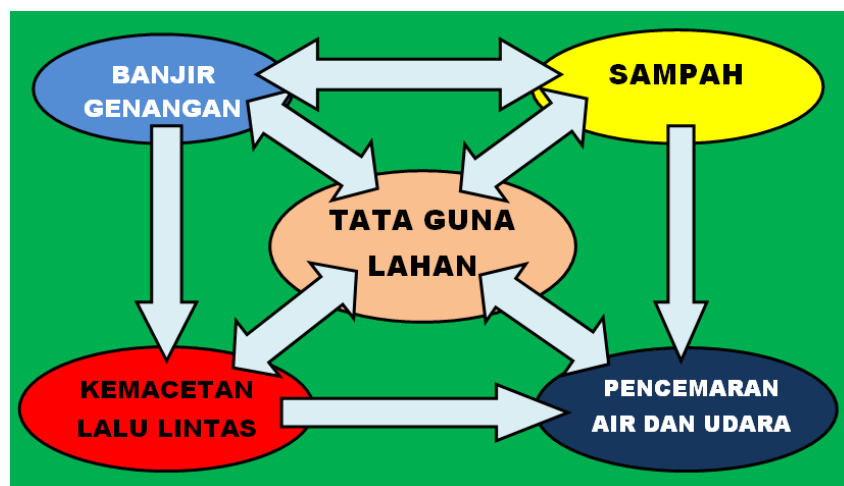 BANJIR
GENANGAN
SAMPAH
TATA GUNA
LAHAN
KEMACETAN
LALU LINTAS
PENCEMARAN
AIR DAN UDARA